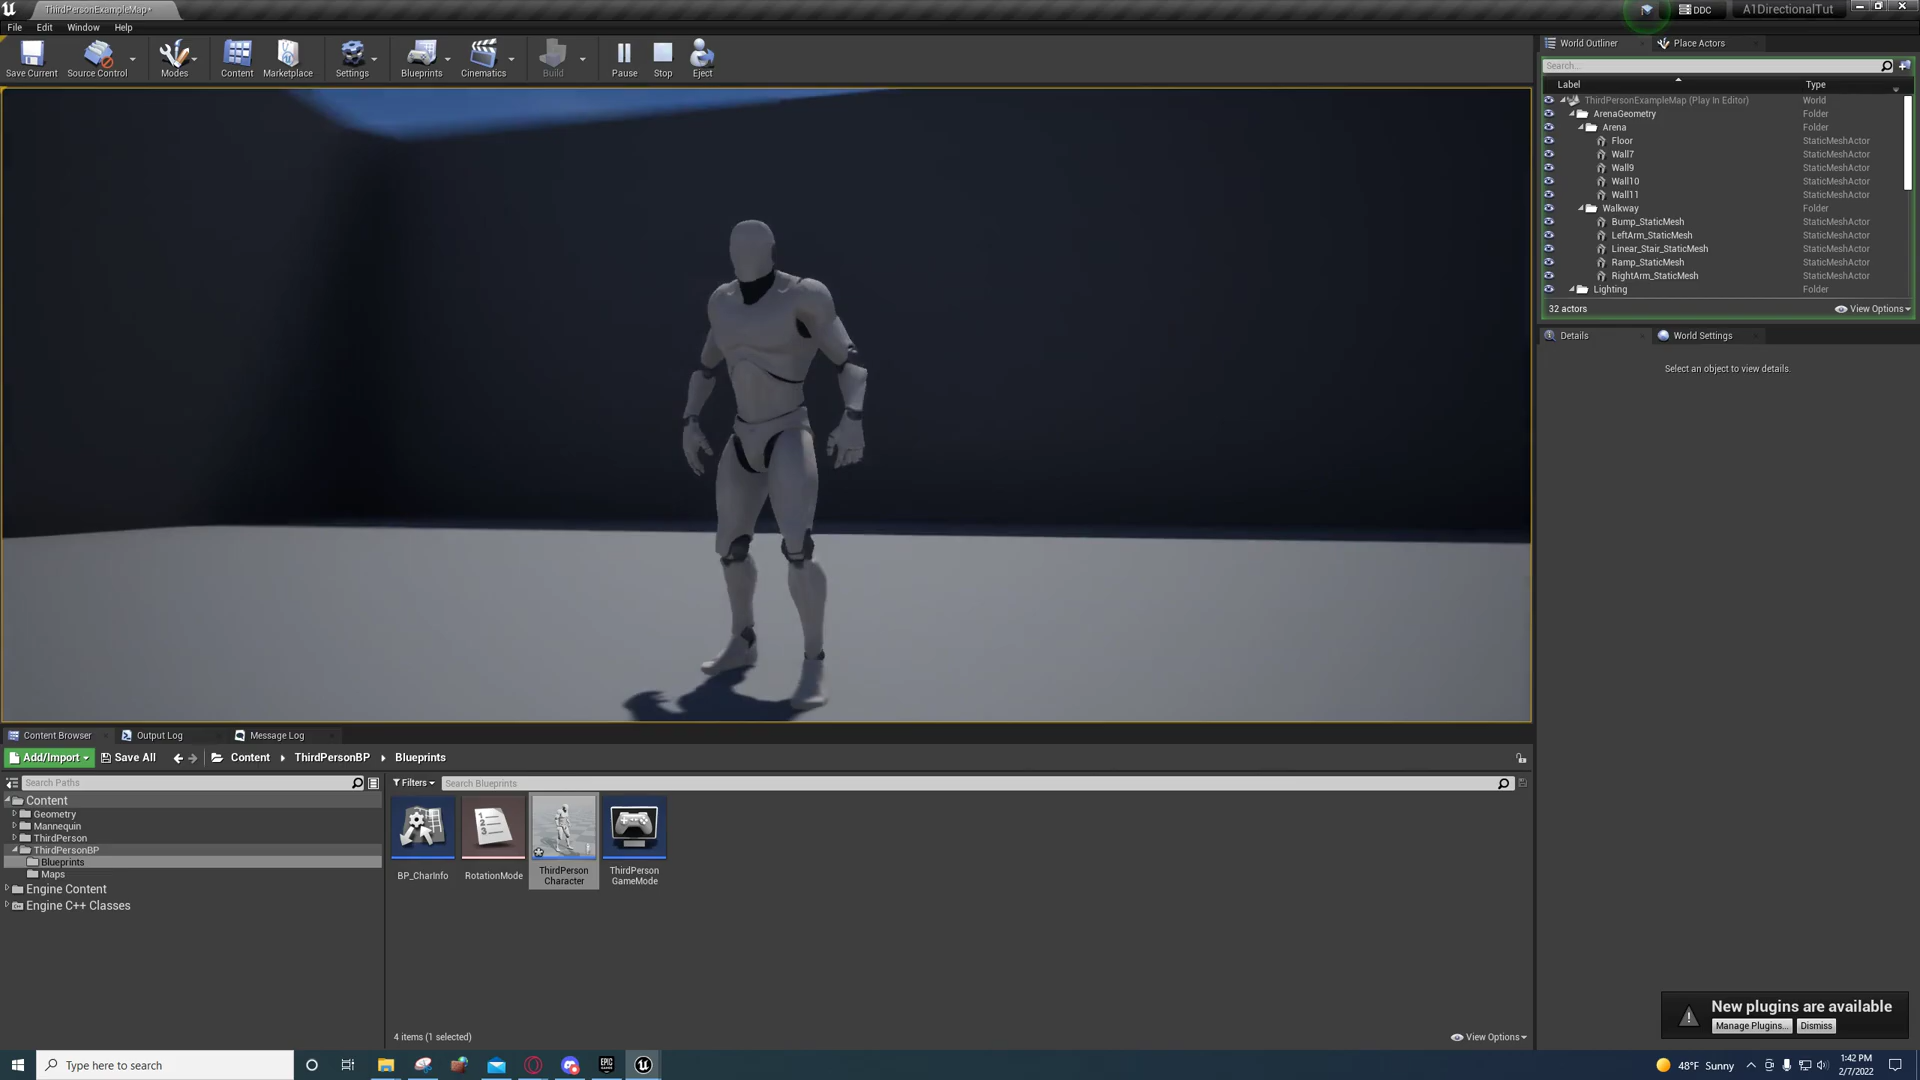 ThirdPersonExampleMap•
DDC
A1DirectionalTut
File Edit Window Help
Save Current Source Control Modes Content Marketplace Settings Blueprints Cinematics Build Pause Stop Eject
World Outliner Place Actors
Search...
Label Type
ThirdPersonExampleMap (Play In Editor) World
ArenaGeometry Folder
Arena Folder
Floor StaticMeshActor
Wall7 StaticMeshActor
Wall9 StaticMeshActor
Wall10 StaticMeshActor
Wall11 StaticMeshActor
Walkway Folder
Bump_StaticMesh StaticMeshActor
LeftArm_StaticMesh StaticMeshActor
Linear_Stair_StaticMesh StaticMeshActor
Ramp_StaticMesh StaticMeshActor
RightArm_StaticMesh StaticMeshActor
Lighting Folder
32 actors View Options
Details World Settings
Select an object to view details.
Content Browser Output Log Message Log
Add/Import Save All Content ThirdPersonBP Blueprints
Search Paths
Filters Search Blueprints
Content
Geometry
Mannequin
ThirdPerson
ThirdPersonBP
Blueprints
Maps
Engine Content
Engine C++ Classes
BP_CharInfo
RotationMode
ThirdPerson
Character
ThirdPerson
GameMode
4 items (1 selected) View Options
New plugins are available
Manage Plugins... Dismiss
Type here to search
EPIC
GAMES
48°F Sunny
1:42 PM
2/7/2022